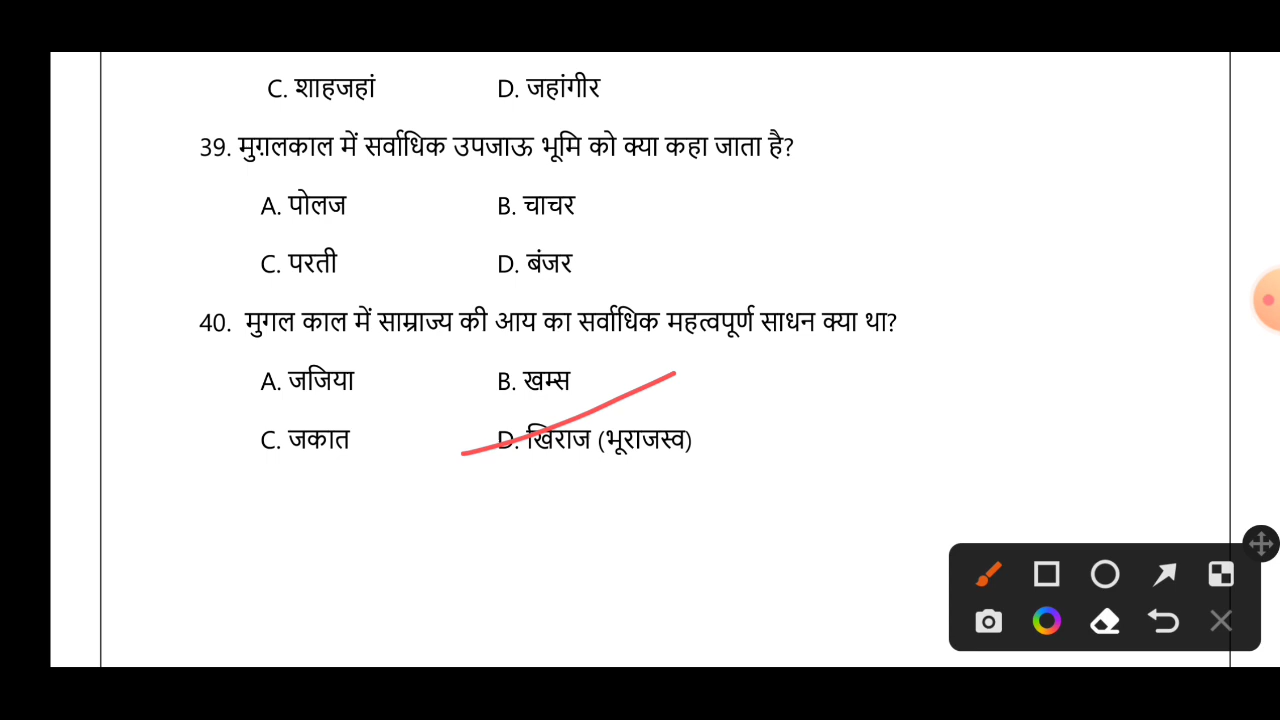 C. शाहजहां D. जहांगीर
39. मुग़लकाल में सर्वाधिक उपजाऊ भूमि को क्या कहा जाता है?
A. पोलज B. चाचर
C. परती D. बंजर
40. मुगल काल में साम्राज्य की आय का सर्वाधिक महत्वपूर्ण साधन क्या था?
A. जजिया B. खम्स
C. जकात D. खिराज (भूराजस्व)